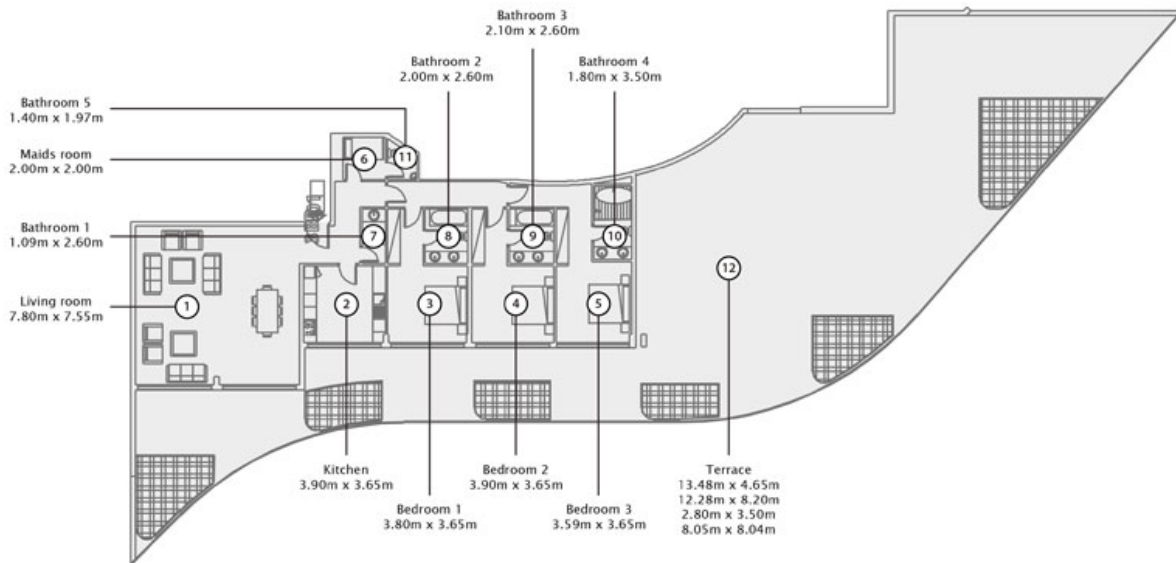 Bathroom 3
2.10m x 2.60m
Bathroom 2
2.00m x 2.60m
Bathroom 4
1.80m x 3.50m
Bathroom 5
1.40m x 1.97m
Maids room
2.00m x 2.00m
Bathroom 1
1.09m x 2.60m
Living room
7.80m x 7.55m
6
11
7
8
9
10
12
1
2
3
4
5
Kitchen
3.90m x 3.65m
Bedroom 1
3.80m x 3.65m
Bedroom 2
3.90m x 3.65m
Bedroom 3
3.59m x 3.65m
Terrace
13.48m x 4.65m
12.28m x 8.20m
2.80m x 3.50m
8.05m x 8.04m